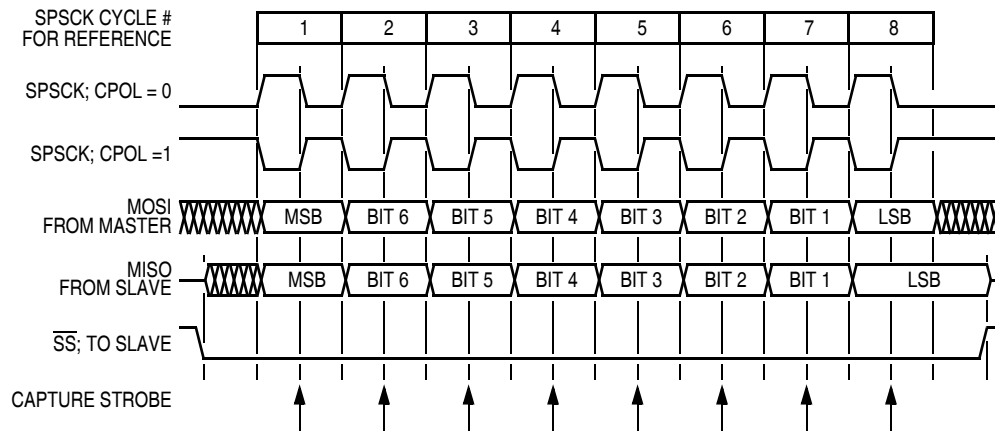 SPSCK CYCLE #
FOR REFERENCE
1 2 3 4 5 6 7 8
SPSCK; CPOL = 0
SPSCK; CPOL =1
MOSI
FROM MASTER
MSB BIT 6 BIT 5 BIT 4 BIT 3 BIT 2 BIT 1 LSB
MISO
FROM SLAVE
MSB BIT 6 BIT 5 BIT 4 BIT 3 BIT 2 BIT 1 LSB
SS; TO SLAVE
CAPTURE STROBE